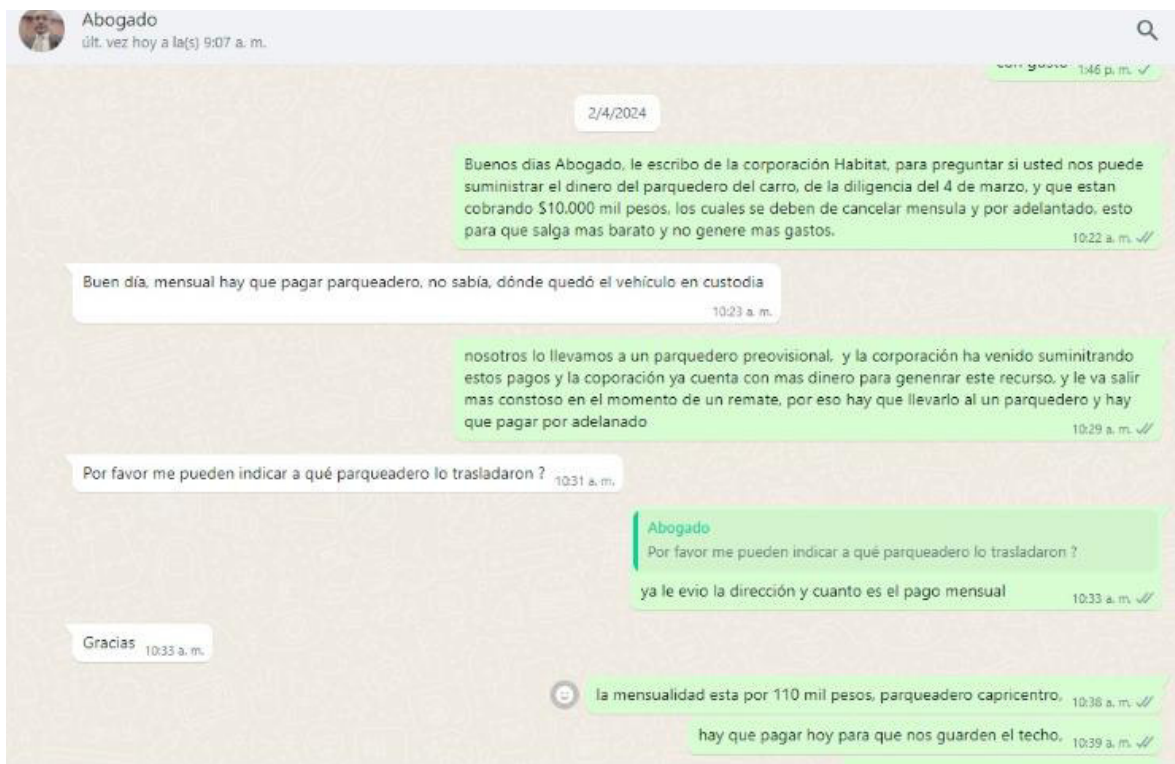 Abogado
últ. vez hoy a la(s) 9:07 a. m.
con gusto 1:46 p. m.
2/4/2024
Buenos dias Abogado, le escribo de la corporación Habitat, para preguntar si usted nos puede
suministrar el dinero del parquedero del carro, de la diligencia del 4 de marzo, y que estan
cobrando $10.000 mil pesos, los cuales se deben de cancelar mensula y por adelantado, esto
para que salga mas barato y no genere mas gastos.
10:22 a. m.
Buen día, mensual hay que pagar parqueadero, no sabía, dónde quedó el vehículo en custodia
10:23 a. m.
nosotros lo llevamos a un parquedero preovisional, y la corporación ha venido suminitrando
estos pagos y la coporación ya cuenta con mas dinero para genenrar este recurso, y le va salir
mas constoso en el momento de un remate, por eso hay que llevarlo al un parquedero y hay
que pagar por adelanado
10:29 a. m.
Por favor me pueden indicar a qué parqueadero lo trasladaron ? 10:31 a. m.
Abogado
Por favor me pueden indicar a qué parqueadero lo trasladaron ?
ya le evio la dirección y cuanto es el pago mensual 10:33 a. m.
Gracias 10:33 a. m.
la mensualidad esta por 110 mil pesos, parqueadero capricentro, 10:38 a. m.
hay que pagar hoy para que nos guarden el techo, 10:39 a. m.